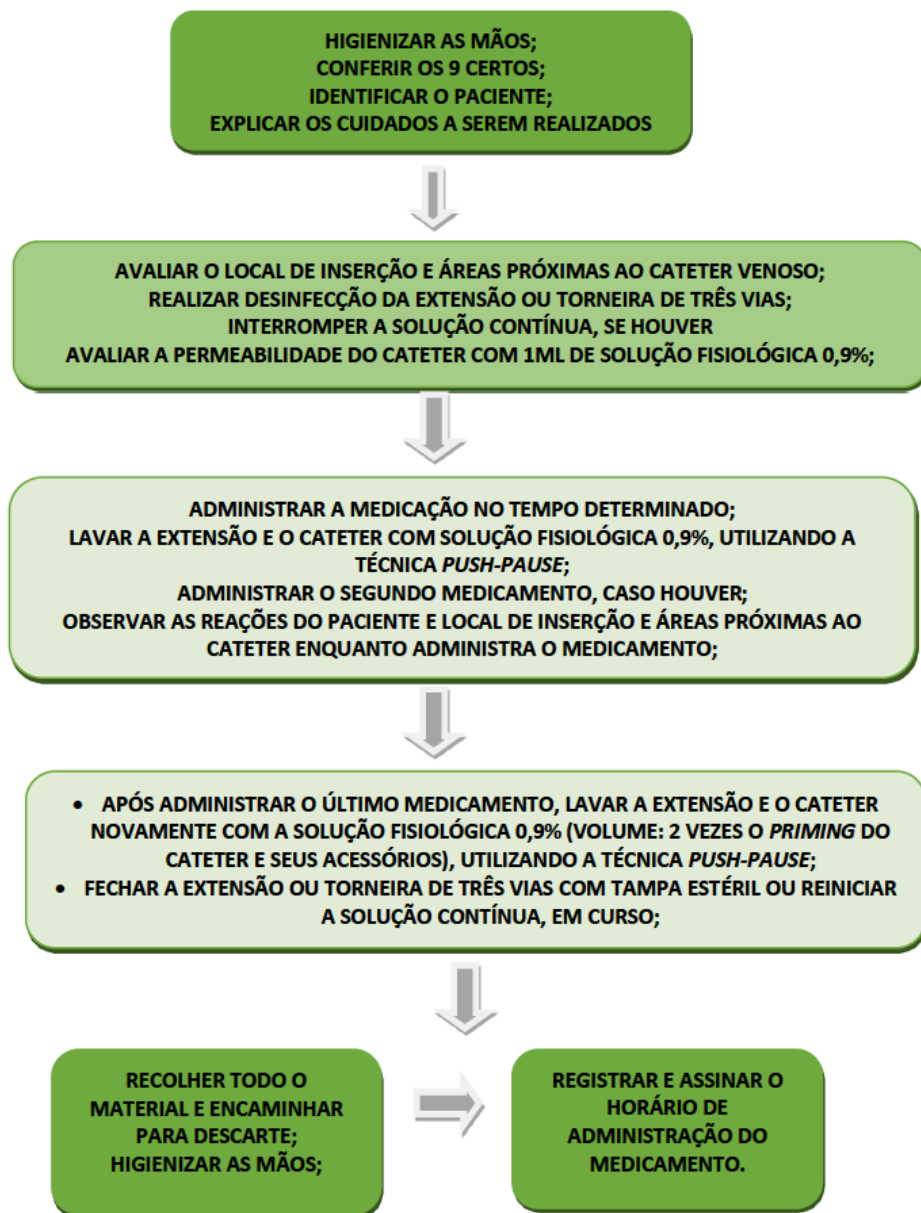 HIGIENIZAR AS MÃOS;
CONFERIR OS 9 CERTOS;
IDENTIFICAR O PACIENTE;
EXPLICAR OS CUIDADOS A SEREM REALIZADOS
AVALIAR O LOCAL DE INSERÇÃO E ÁREAS PRÓXIMAS AO CATETER VENOSO;
REALIZAR DESINFECÇÃO DA EXTENSÃO OU TORNEIRA DE TRÊS VIAS;
INTERROMPER A SOLUÇÃO CONTÍNUA, SE HOUVER
AVALIAR A PERMEABILIDADE DO CATETER COM 1ML DE SOLUÇÃO FISIOLÓGICA 0,9%;
ADMINISTRAR A MEDICAÇÃO NO TEMPO DETERMINADO;
LAVAR A EXTENSÃO E O CATETER COM SOLUÇÃO FISIOLÓGICA 0,9%, UTILIZANDO A
TÉCNICA PUSH-PAUSE;
ADMINISTRAR O SEGUNDO MEDICAMENTO, CASO HOUVER;
OBSERVAR AS REAÇÕES DO PACIENTE E LOCAL DE INSERÇÃO E ÁREAS PRÓXIMAS AO
CATETER ENQUANTO ADMINISTRA O MEDICAMENTO;
• APÓS ADMINISTRAR O ÚLTIMO MEDICAMENTO, LAVAR A EXTENSÃO E O CATETER
NOVAMENTE COM A SOLUÇÃO FISIOLÓGICA 0,9% (VOLUME: 2 VEZES O PRIMING DO
CATETER E SEUS ACESSÓRIOS), UTILIZANDO A TÉCNICA PUSH-PAUSE;
• FECHAR A EXTENSÃO OU TORNEIRA DE TRÊS VIAS COM TAMPA ESTÉRIL OU REINICIAR
A SOLUÇÃO CONTÍNUA, EM CURSO;
RECOLHER TODO O
MATERIAL E ENCAMINHAR
PARA DESCARTE;
HIGIENIZAR AS MÃOS;
REGISTRAR E ASSINAR O
HORÁRIO DE
ADMINISTRAÇÃO DO
MEDICAMENTO.